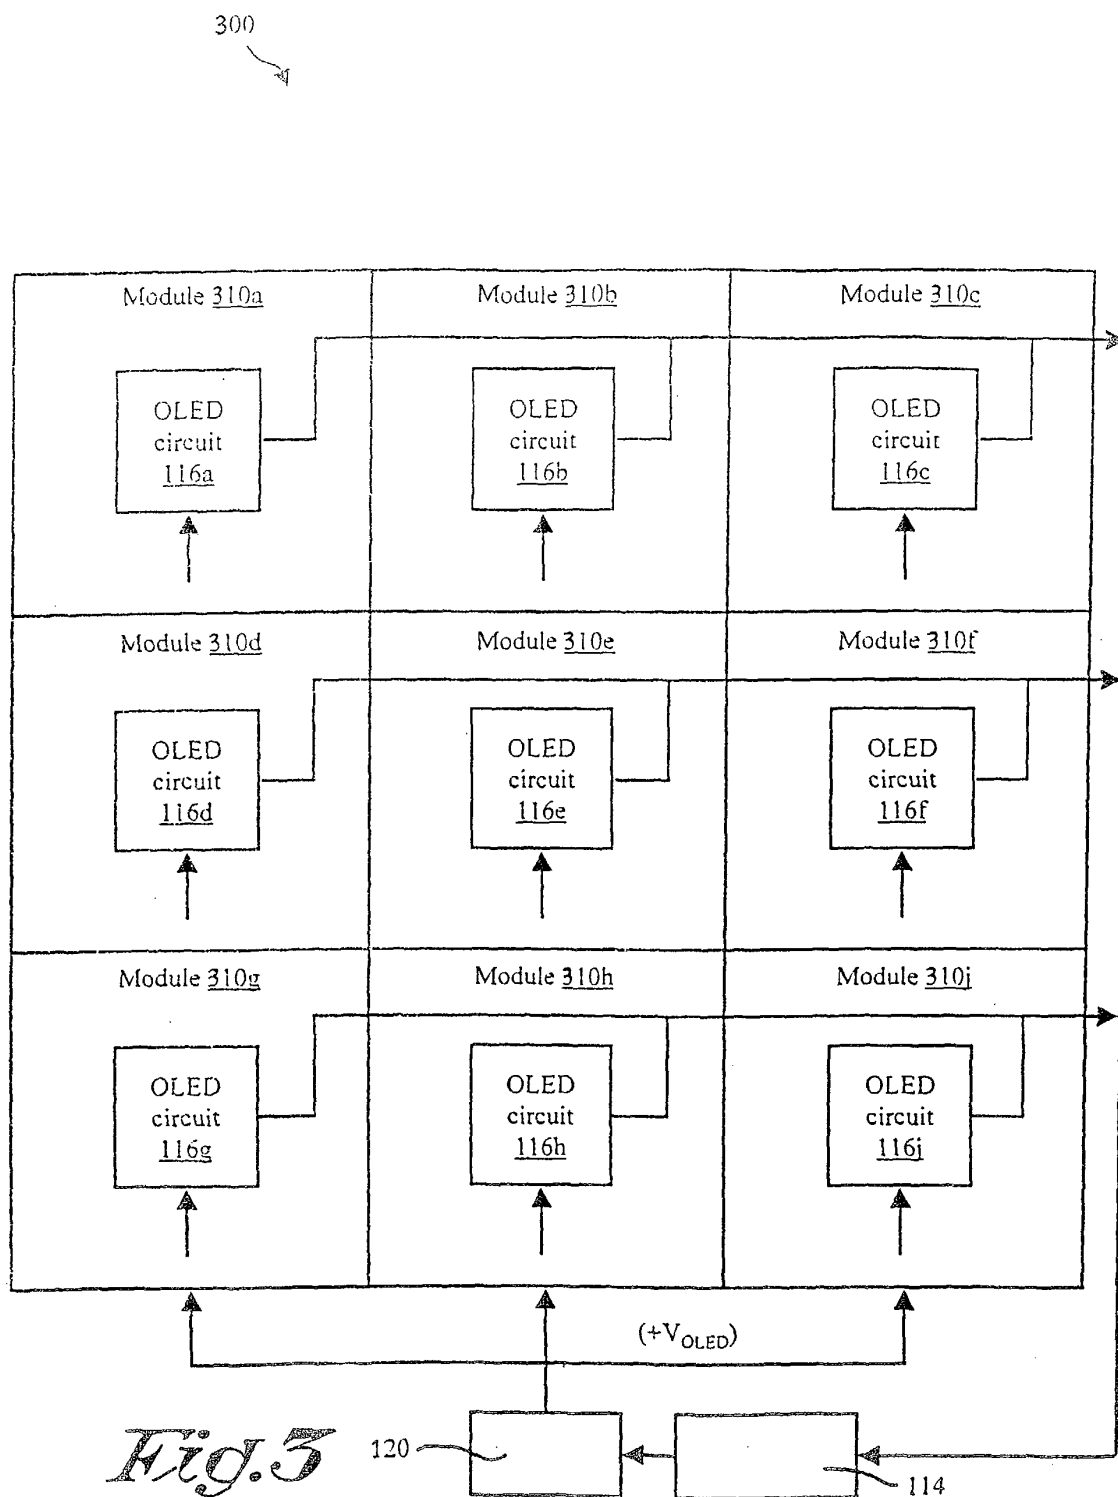 300
Module 310a
Module 310b
Module 310c
OLED
circuit
116a
OLED
circuit
116b
OLED
circuit
116c
Module 310d
Module 310e
Module 310f
OLED
circuit
116d
OLED
circuit
116e
OLED
circuit
116f
Module 310g
Module 310h
Module 310j
OLED
circuit
116g
OLED
circuit
116h
OLED
circuit
116j
(+VOLED)
Fig.3
120
114